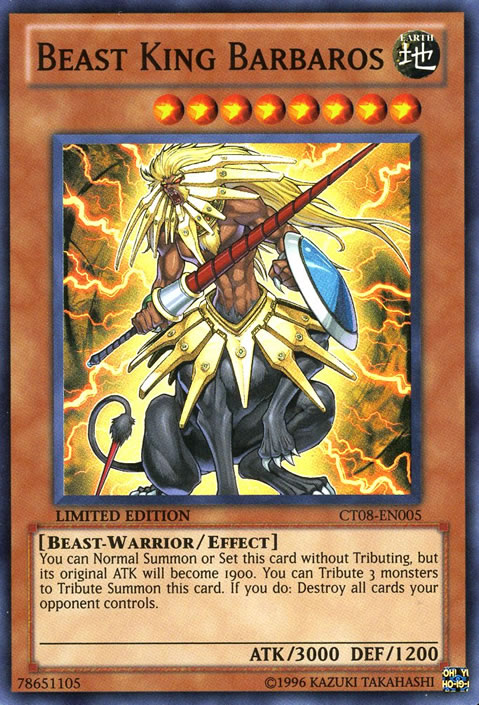 BEAST KING BARBAROS
EARTH
地
LIMITED EDITION
CT08-EN005
[BEAST-WARRIOR/EFFECT]
You can Normal Summon or Set this card without Tributing, but
its original ATK will become 1900. You can Tribute 3 monsters
to Tribute Summon this card. If you do: Destroy all cards your
opponent controls.
ATK/3000 DEF/1200
78651105
©1996 KAZUKI TAKAHASHI